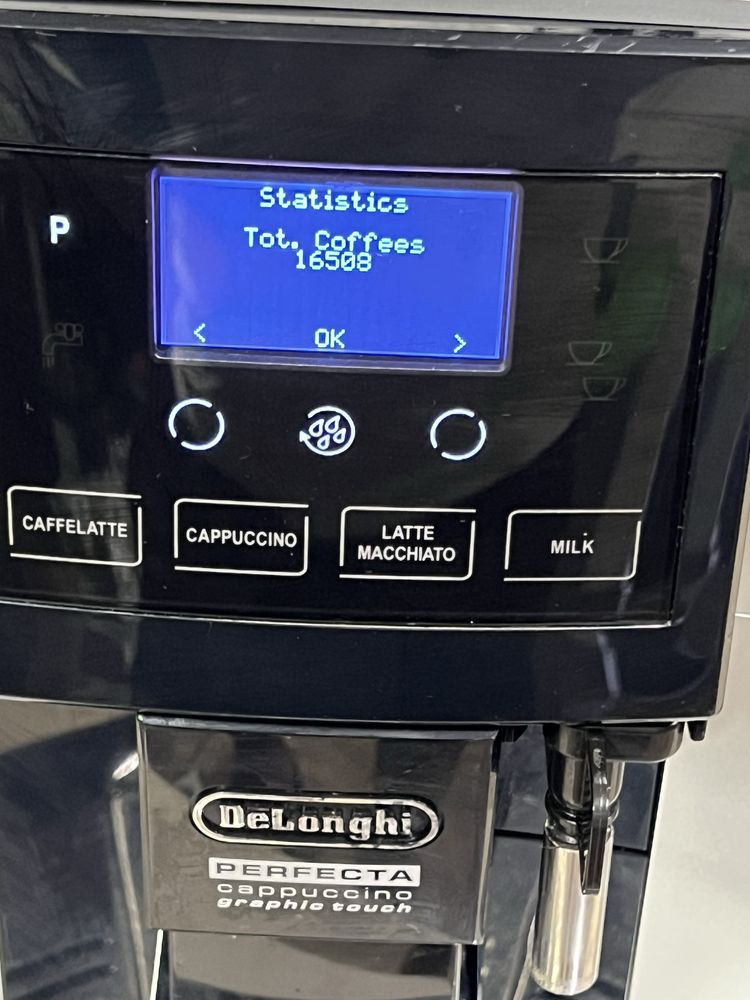 Statistics
P
Tot. Coffees
16508
< OK >
CAFFELATTE
CAPPUCCINO
LATTE
MACCHIATO
MILK
DeLonghi
PERFECTA
cappuccino
graphic touch